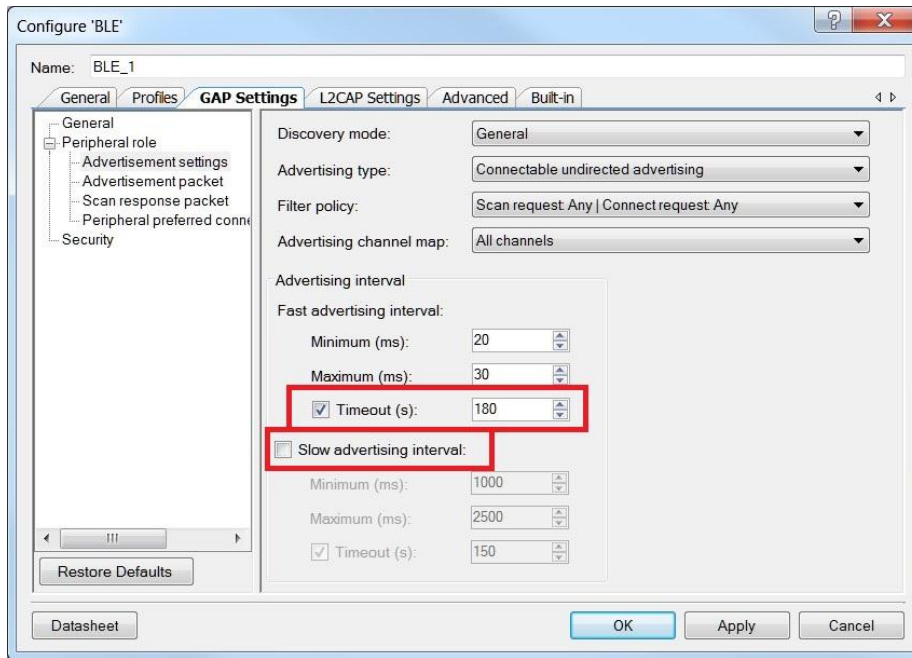 Configure 'BLE'
Name: BLE_1
General Profiles GAP Settings L2CAP Settings Advanced Built-in
General
Peripheral role
Advertisement settings
Advertisement packet
Scan response packet
Peripheral preferred conne
Security
Restore Defaults
Discovery mode: General
Advertising type: Connectable undirected advertising
Filter policy: Scan request: Any | Connect request: Any
Advertising channel map: All channels
Advertising interval
Fast advertising interval:
Minimum (ms): 20
Maximum (ms): 30
Timeout (s): 180
Slow advertising interval:
Minimum (ms): 1000
Maximum (ms): 2500
Timeout (s): 150
Datasheet OK Apply Cancel